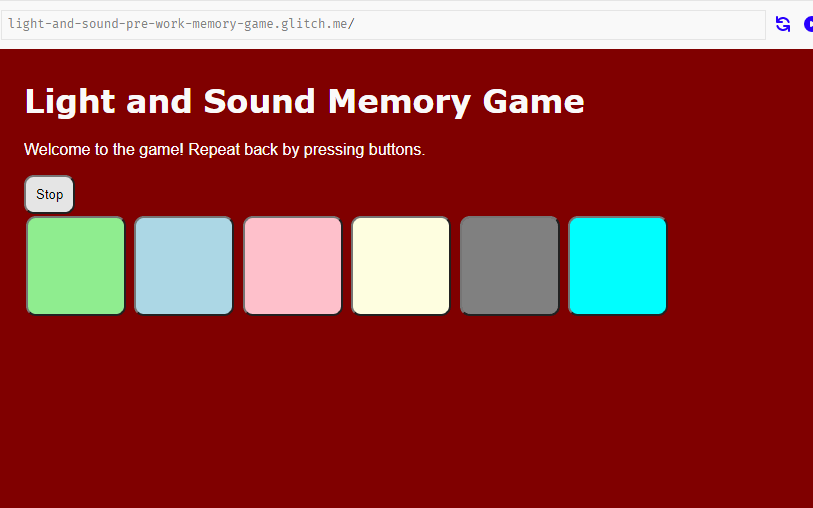 light-and-sound-pre-work-memory-game.glitch.me/
Light and Sound Memory Game
Welcome to the game! Repeat back by pressing buttons.
Stop